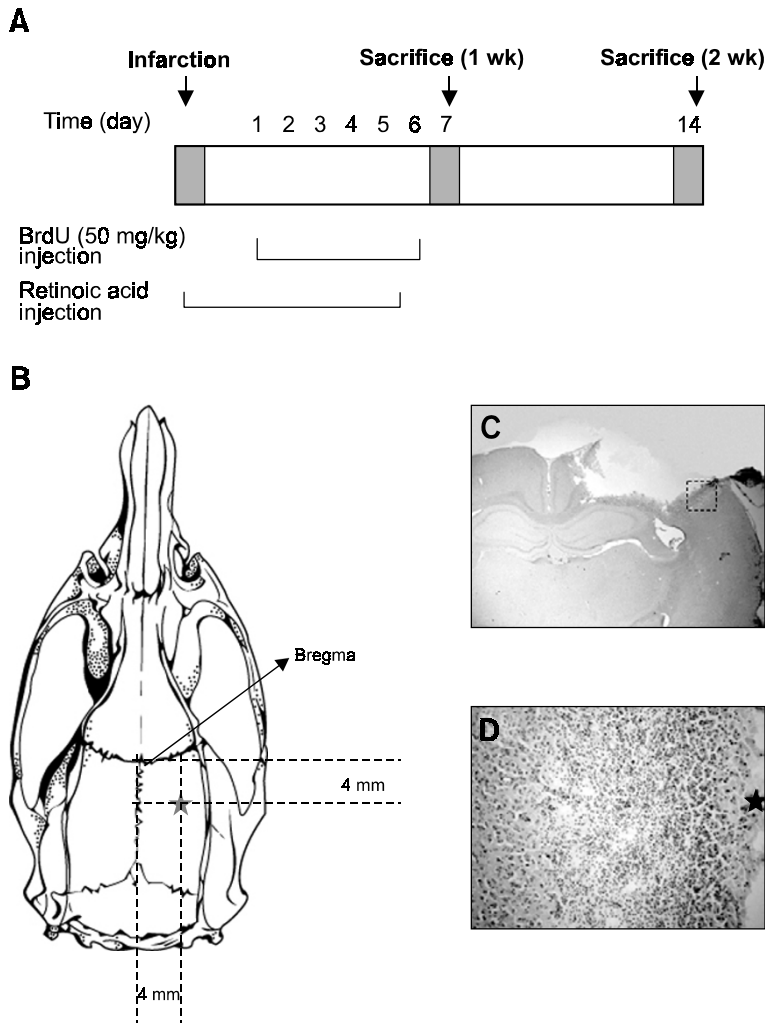 A
Infarction
Sacrifice (1 wk)
Sacrifice (2 wk)
Time (day)
1 2 3 4 5 6 7 14
BrdU (50 mg/kg)
injection
Retinoic acid
injection
B
C
Bregma
4 mm
D
4 mm